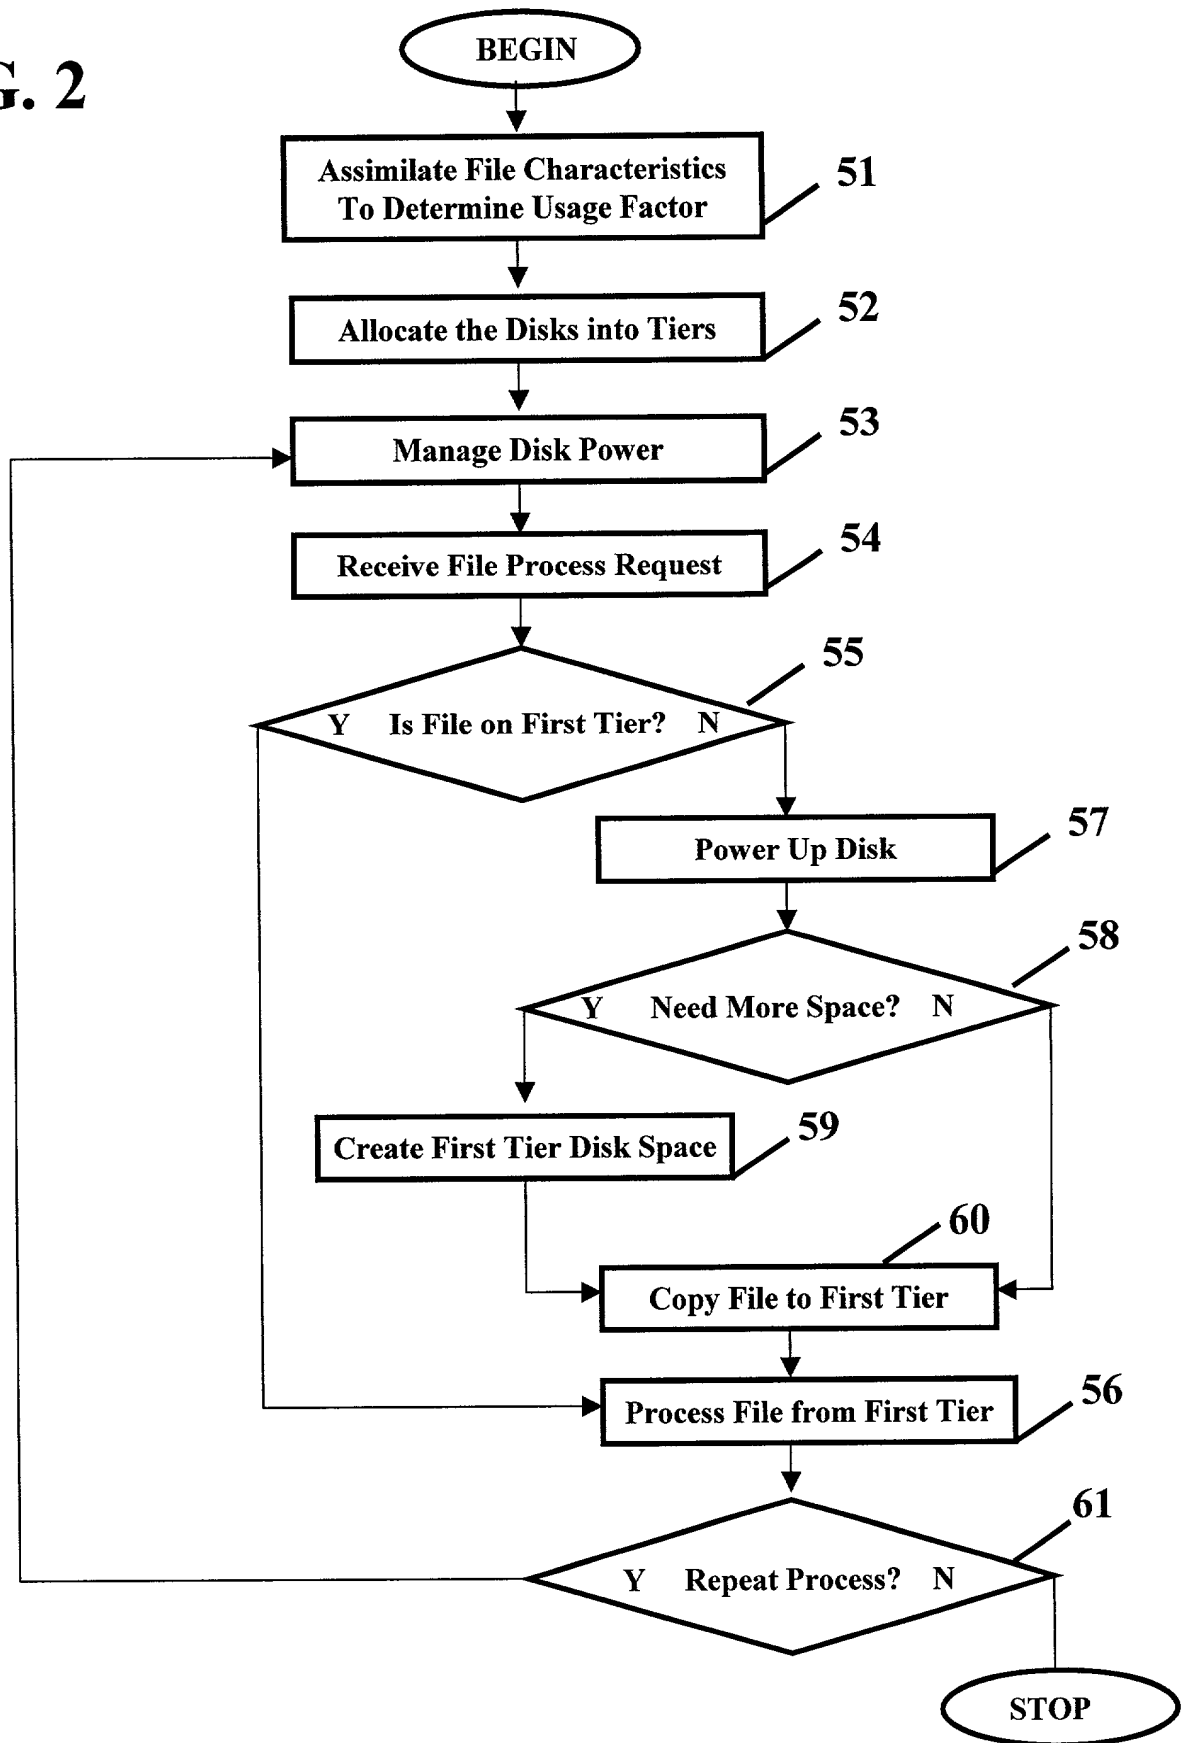 G. 2
BEGIN
Assimilate File Characteristics
To Determine Usage Factor
51
Allocate the Disks into Tiers
52
Manage Disk Power
53
Receive File Process Request
54
55
Y Is File on First Tier? N
Power Up Disk
57
58
Y Need More Space? N
Create First Tier Disk Space
59
60
Copy File to First Tier
Process File from First Tier
56
61
Y Repeat Process? N
STOP